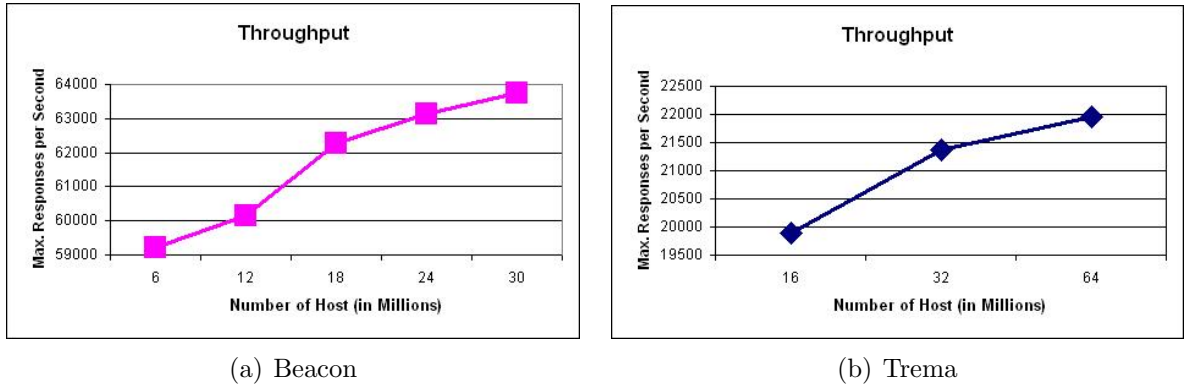 Throughput
Max. Responses per Second
64000
63000
62000
61000
60000
59000
6 12 18 24 30
Number of Host (in Millions)
(a) Beacon
Throughput
Max. Responses per Second
22500
22000
21500
21000
20500
20000
19500
16 32 64
Number of Host (in Millions)
(b) Trema